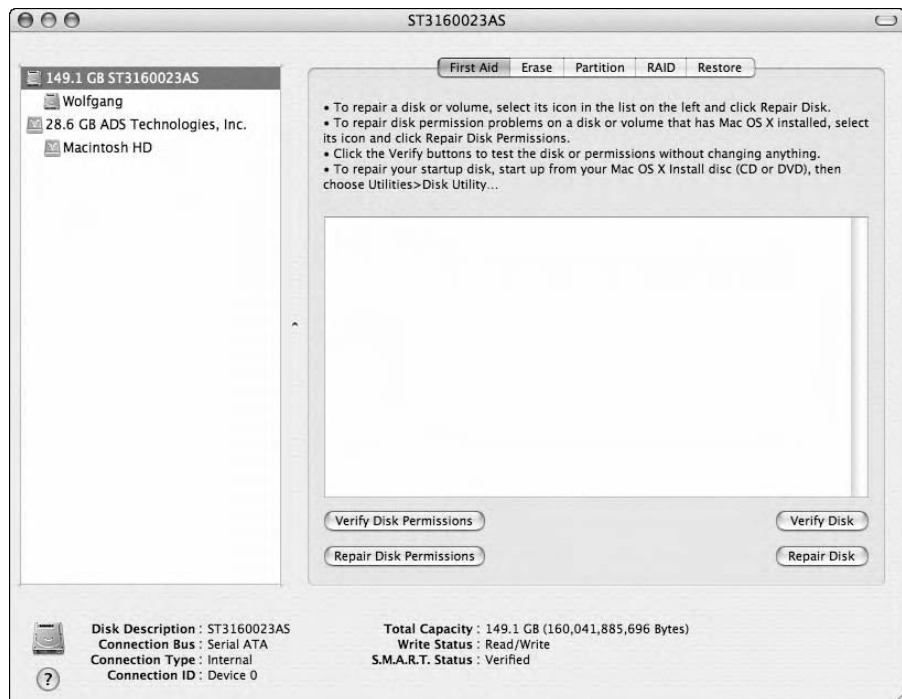 ST3160023AS
149.1 GB ST3160023AS
Wolfgang
28.6 GB ADS Technologies, Inc.
Macintosh HD
First Aid Erase Partition RAID Restore
• To repair a disk or volume, select its icon in the list on the left and click Repair Disk.
• To repair disk permission problems on a disk or volume that has Mac OS X installed, select
its icon and click Repair Disk Permissions.
• Click the Verify buttons to test the disk or permissions without changing anything.
• To repair your startup disk, start up from your Mac OS X Install disc (CD or DVD), then
choose Utilities>Disk Utility...
Verify Disk Permissions Verify Disk
Repair Disk Permissions Repair Disk
Disk Description : ST3160023AS
Connection Bus : Serial ATA
Connection Type : Internal
Connection ID : Device 0
Total Capacity : 149.1 GB (160,041,885,696 Bytes)
Write Status : Read/Write
S.M.A.R.T. Status : Verified
?